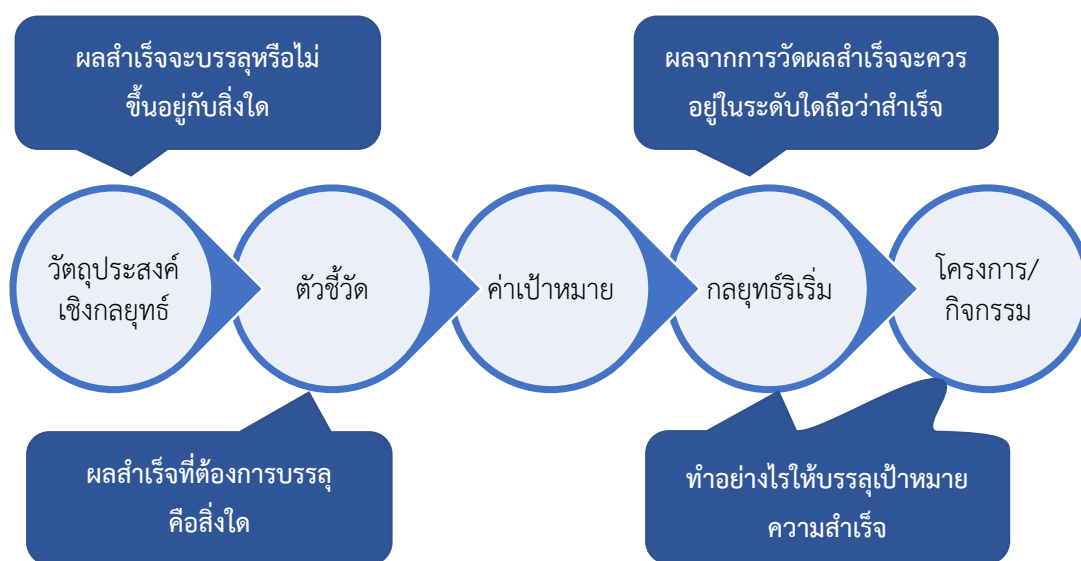 ผลสำเร็จจะบรรลุหรือไม่
ขึ้นอยู่กับสิ่งใด
ผลจากการวัดผลสำเร็จจะควร
อยู่ในระดับใดถือว่าสำเร็จ
วัตถุประสงค์
เชิงกลยุทธ์
ตัวชี้วัด
ค่าเป้าหมาย
กลยุทธ์ริเริ่ม
โครงการ/
กิจกรรม
ผลสำเร็จที่ต้องการบรรลุ
คือสิ่งใด
ทำอย่างไรให้บรรลุเป้าหมาย
ความสำเร็จ